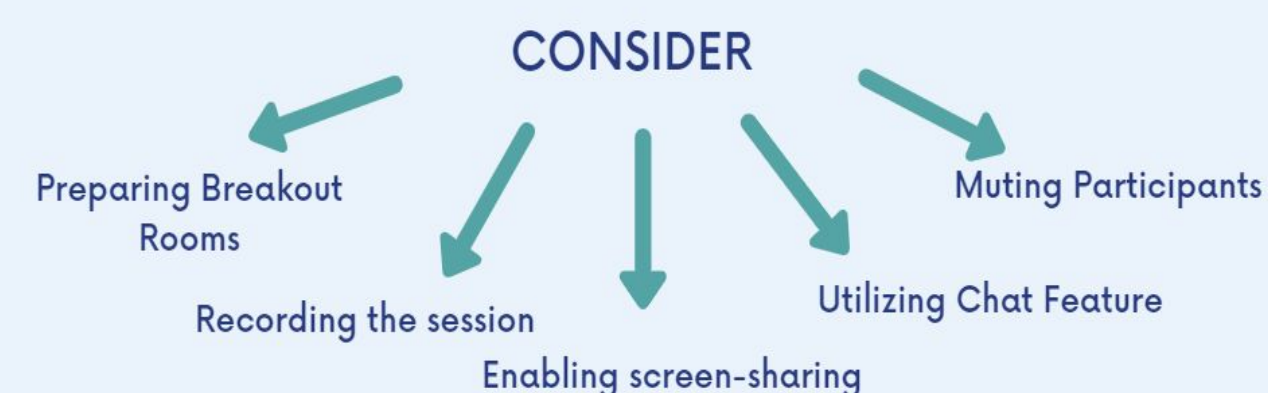 CONSIDER
Preparing Breakout
Rooms
Recording the session
Enabling screen-sharing
Utilizing Chat Feature
Muting Participants